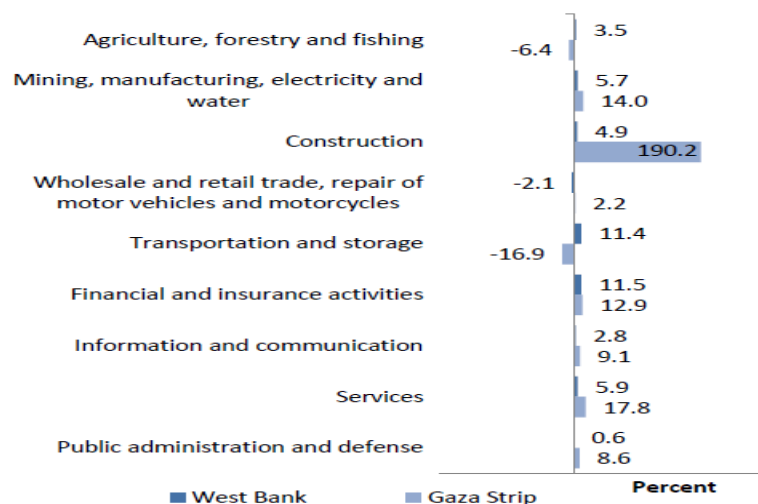 3.5
Agriculture, forestry and fishing
-6.4
Mining, manufacturing, electricity and
5.7
water
14.0
4.9
Construction
190.2
Wholesale and retail trade, repair of
-2.1
motor vehicles and motorcycles
2.2
Transportation and storage
11.4
-16.9
Financial and insurance activities
11.5
12.9
Information and communication
2.8
9.1
Services
5.9
17.8
Public administration and defense
0.6
8.6
Percent
West Bank
Gaza Strip